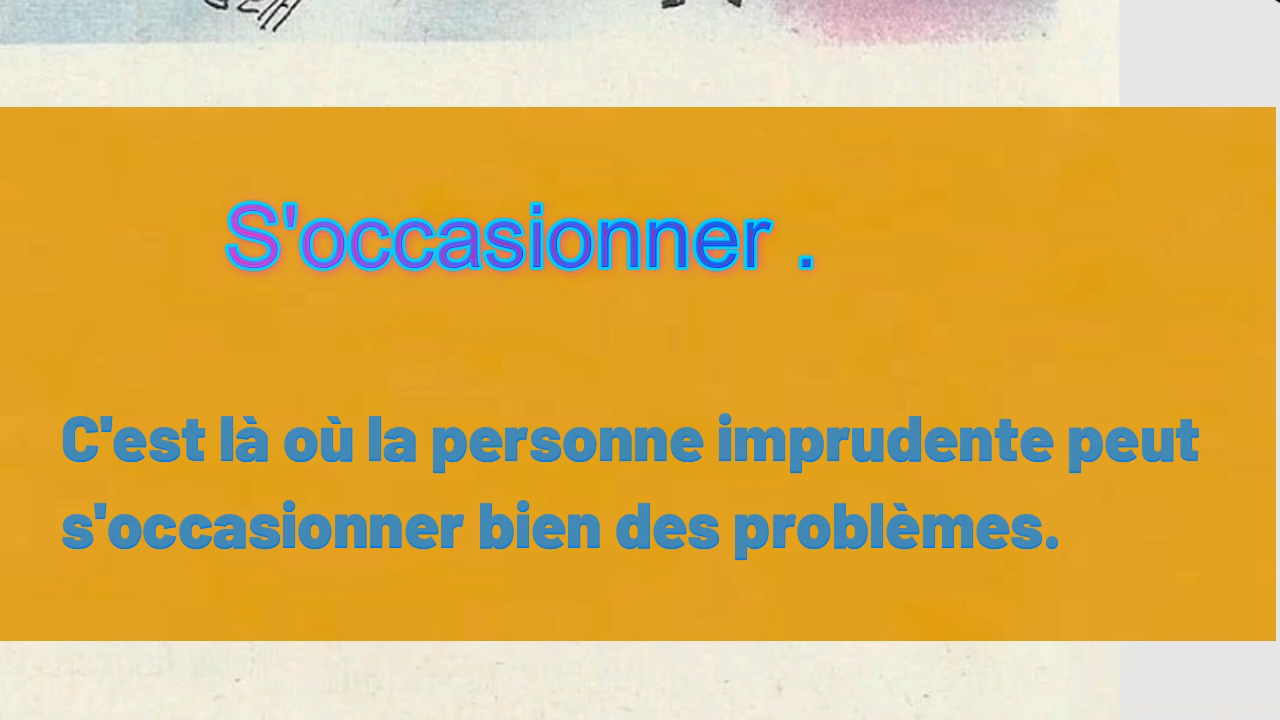 S'occasionner .
C'est là où la personne imprudente peut
s'occasionner bien des problèmes.